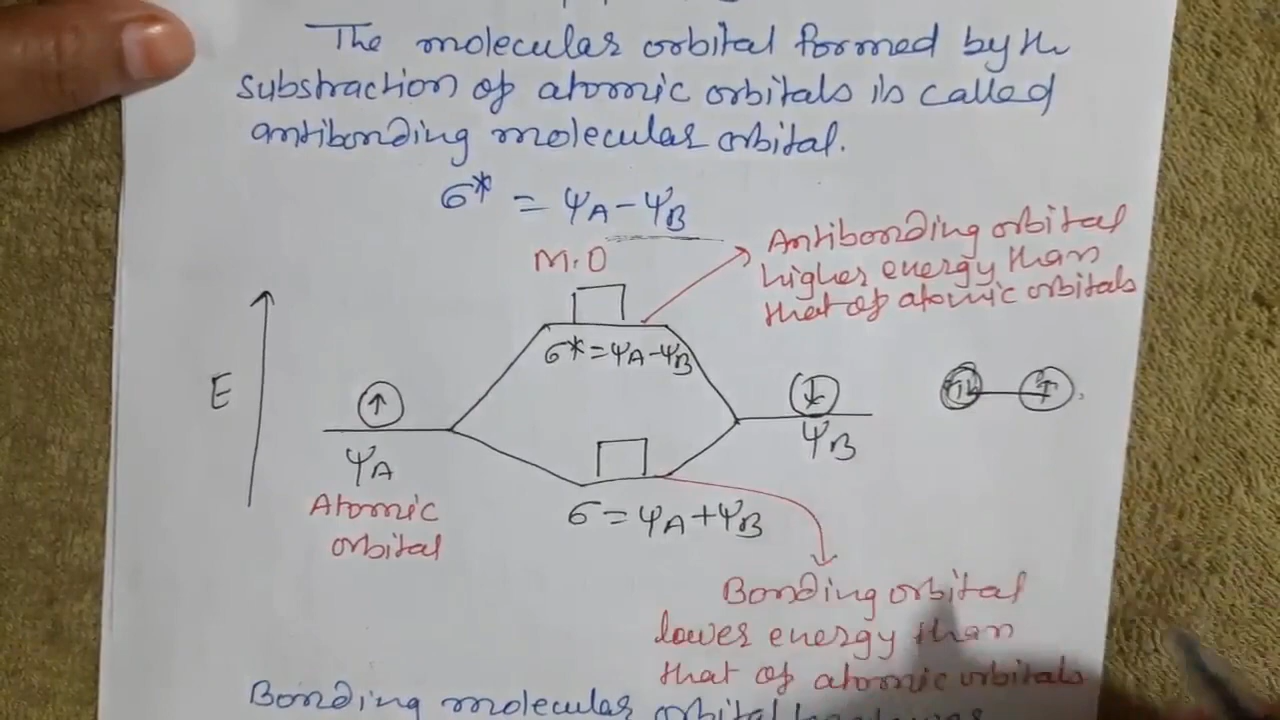 The molecular orbital formed by the
substraction of atomic orbitals is called
antibonding molecular orbital.
σ* = ψA - ψB
M.O
Antibonding orbital
higher energy than
that of atomic orbitals
σ* = ψA - ψB
E
↑
↓
ψA
ψB
Atomic
orbital
σ = ψA + ψB
Bonding orbital
lower energy than
that of atomic orbitals
Bonding molecular orbital